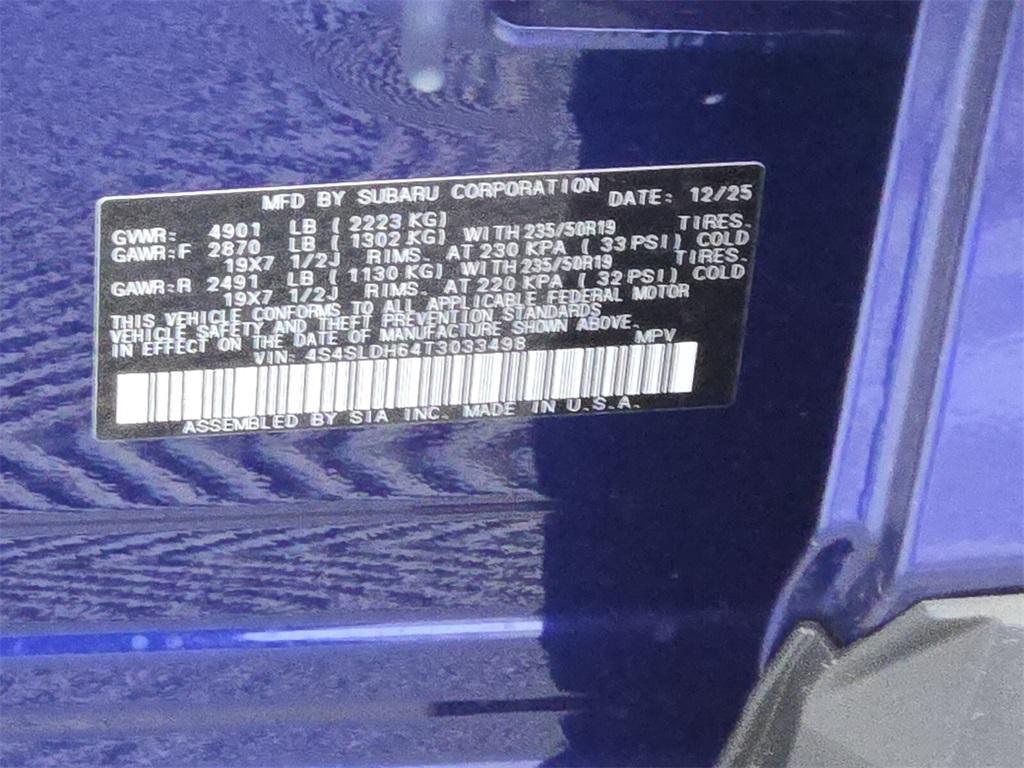 MFD BY SUBARU CORPORATION DATE: 12/25
GVWR: 4901 LB ( 2223 KG)
GAWR:F 2870 LB ( 1302 KG) WITH 235/50R19 TIRES.
19X7 1/2J RIMS. AT 230 KPA ( 33 PSI) COLD
GAWR:R 2491 LB ( 1130 KG) WITH 235/50R19 TIRES.
19X7 1/2J RIMS. AT 220 KPA ( 32 PSI) COLD
THIS VEHICLE CONFORMS TO ALL APPLICABLE FEDERAL MOTOR
VEHICLE SAFETY AND THEFT PREVENTION STANDARDS
IN EFFECT ON THE DATE OF MANUFACTURE SHOWN ABOVE.
VIN: 4S4SLDH64T3033498 MPV
ASSEMBLED BY SIA INC. MADE IN U.S.A.